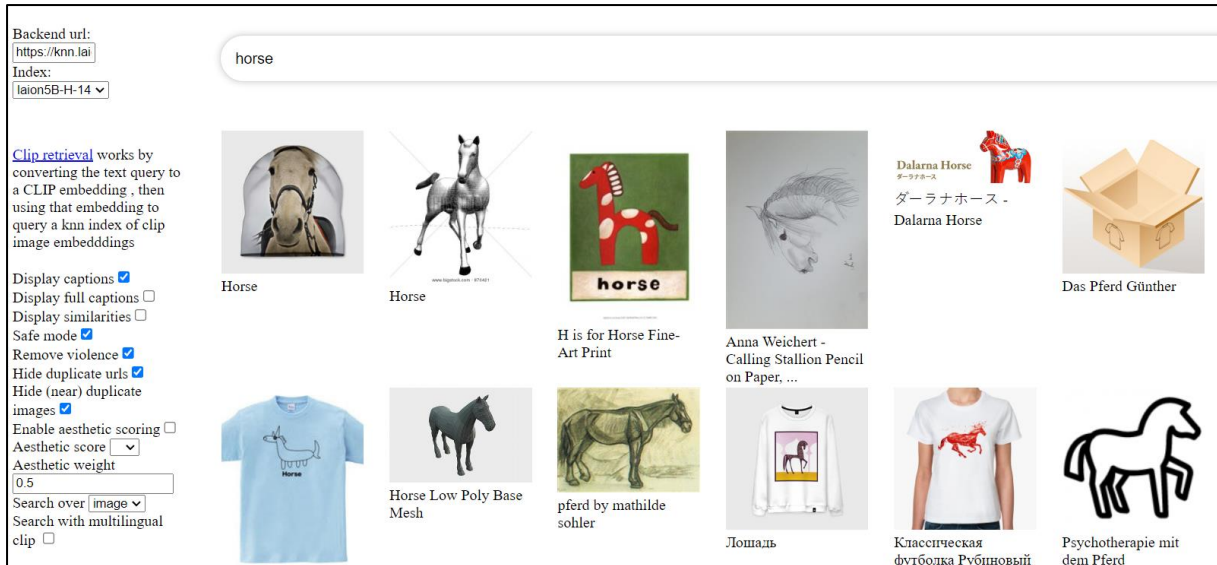 Backend url:
https://knn.lai
Index:
laion5B-H-14
Clip retrieval works by
converting the text query to
a CLIP embedding , then
using that embedding to
query a knn index of clip
image embedddings
Display captions
Display full captions
Display similarities
Safe mode
Remove violence
Hide duplicate urls
Hide (near) duplicate
images
Enable aesthetic scoring
Aesthetic score
Aesthetic weight
0.5
Search over image
Search with multilingual
clip
horse
Horse
Horse
horse
H is for Horse Fine-
Art Print
Anna Weichert -
Calling Stallion Pencil
on Paper, ...
Dalarna Horse
ダーラナホース
ダーラナホース -
Dalarna Horse
Das Pferd Günther
Horse
Horse Low Poly Base
Mesh
pferd by mathilde
sohler
Лошадь
Классическая
футболка Рубиновый
Psychotherapie mit
dem Pferd